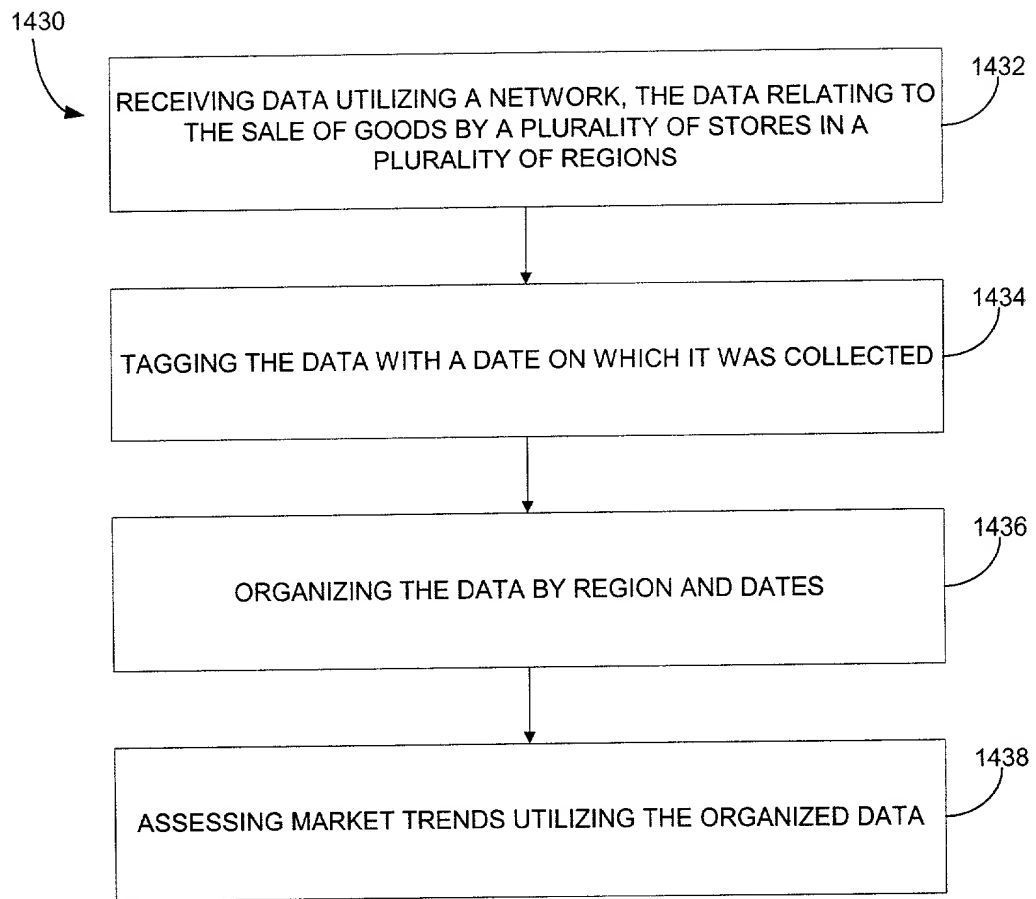 1430
1432
RECEIVING DATA UTILIZING A NETWORK, THE DATA RELATING TO
THE SALE OF GOODS BY A PLURALITY OF STORES IN A
PLURALITY OF REGIONS
1434
TAGGING THE DATA WITH A DATE ON WHICH IT WAS COLLECTED
1436
ORGANIZING THE DATA BY REGION AND DATES
1438
ASSESSING MARKET TRENDS UTILIZING THE ORGANIZED DATA